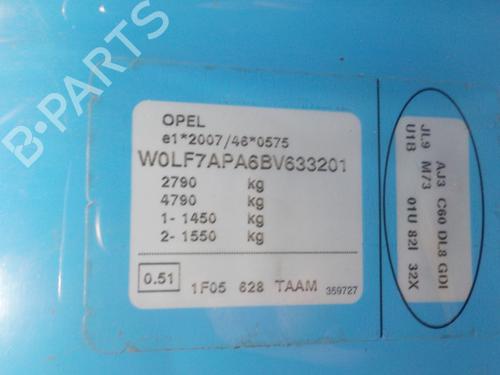 OPEL
e1*2007/46*0575
W0LF7APA6BV633201
2790 kg
4790 kg
1- 1450 kg
2- 1550 kg
0.51
1F05 628 TAAM 359727
AJ3 C60 DL8 GDI
JL9 M73 01U 82I 32X
U1B
B-PARTS